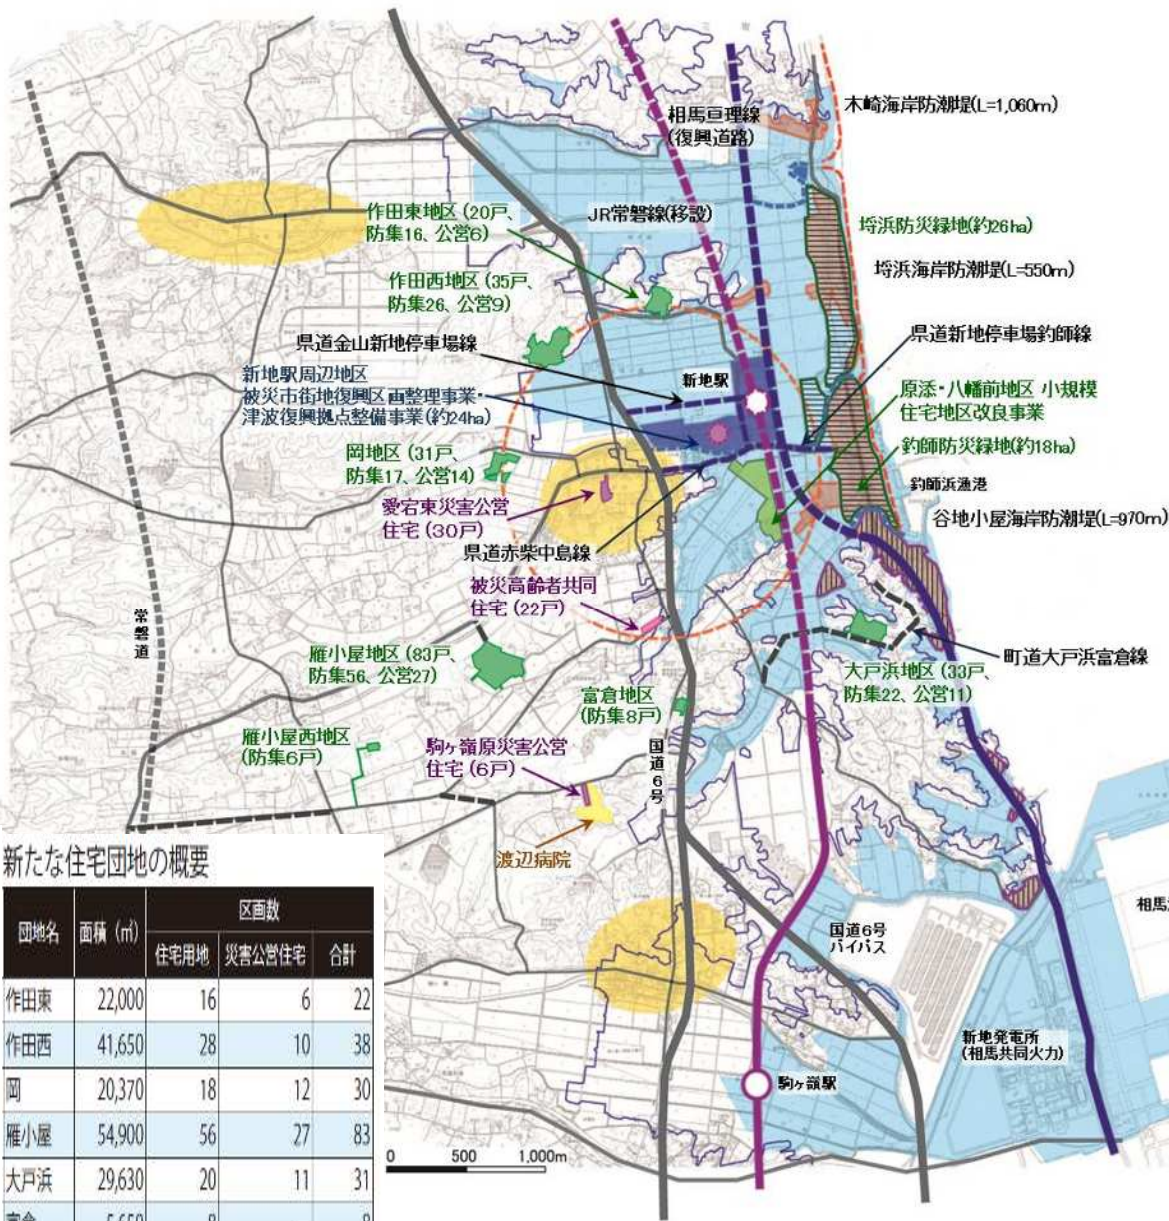 木崎海岸防潮堤(L=1,060m)
相馬亘理線
(復興道路)
作田東地区(20戸、
防集16、公営6)
JR常磐線(移設)
埒浜防災緑地(約26ha)
埒浜海岸防潮堤(L=550m)
作田西地区(35戸、
防集26、公営9)
県道金山新地停車場線
県道新地停車場釣師線
新地駅周辺地区
被災市街地復興区画整理事業・
津波復興拠点整備事業(約24ha)
新地駅
原添・八幡前地区 小規模
住宅地区改良事業
釣師防災緑地(約18ha)
岡地区(31戸、
防集17、公営14)
釣師浜漁港
愛宕東災害公営
住宅(30戸)
谷地小屋海岸防潮堤(L=970m)
県道赤柴中島線
被災高齢者共同
住宅(22戸)
常磐道
町道大戸浜富倉線
雁小屋地区(83戸、
防集56、公営27)
大戸浜地区(33戸、
防集22、公営11)
富倉地区
(防集8戸)
雁小屋西地区
(防集6戸)
駒ヶ嶺原災害公営
住宅(6戸)
国道6号
渡辺病院
国道6号
バイパス
新地発電所
(相馬共同火力)
駒ヶ嶺駅
0 500 1,000m
新たな住宅団地の概要
団地名 面積(㎡) 区画数
住宅用地 災害公営住宅 合計
作田東 22,000 16 6 22
作田西 41,650 28 10 38
岡 20,370 18 12 30
雁小屋 54,900 56 27 83
大戸浜 29,630 20 11 31